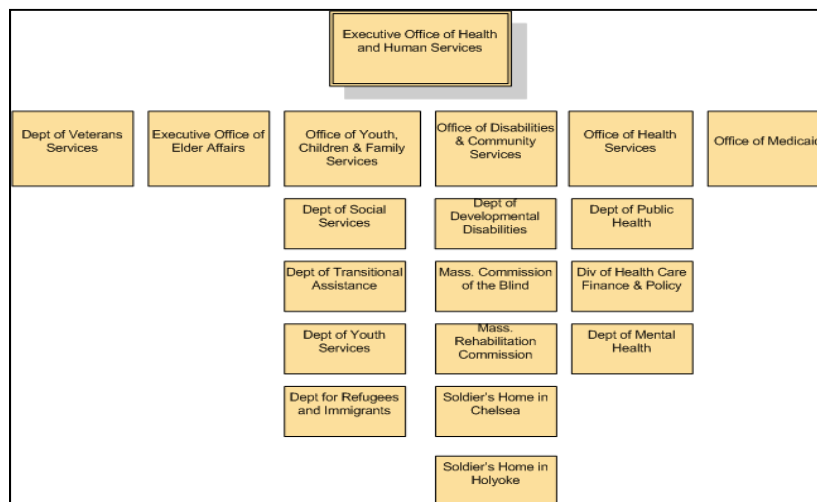 Executive Office of Health
and Human Services
Dept of Veterans
Services
Executive Office of
Elder Affairs
Office of Youth,
Children & Family
Services
Office of Disabilities
& Community
Services
Office of Health
Services
Office of Medicaid
Dept of Social
Services
Dept of
Developmental
Disabilities
Dept of Public
Health
Dept of Transitional
Assistance
Mass. Commission
of the Blind
Div of Health Care
Finance & Policy
Dept of Youth
Services
Mass.
Rehabilitation
Commission
Dept of Mental
Health
Dept for Refugees
and Immigrants
Soldier's Home in
Chelsea
Soldier's Home in
Holyoke